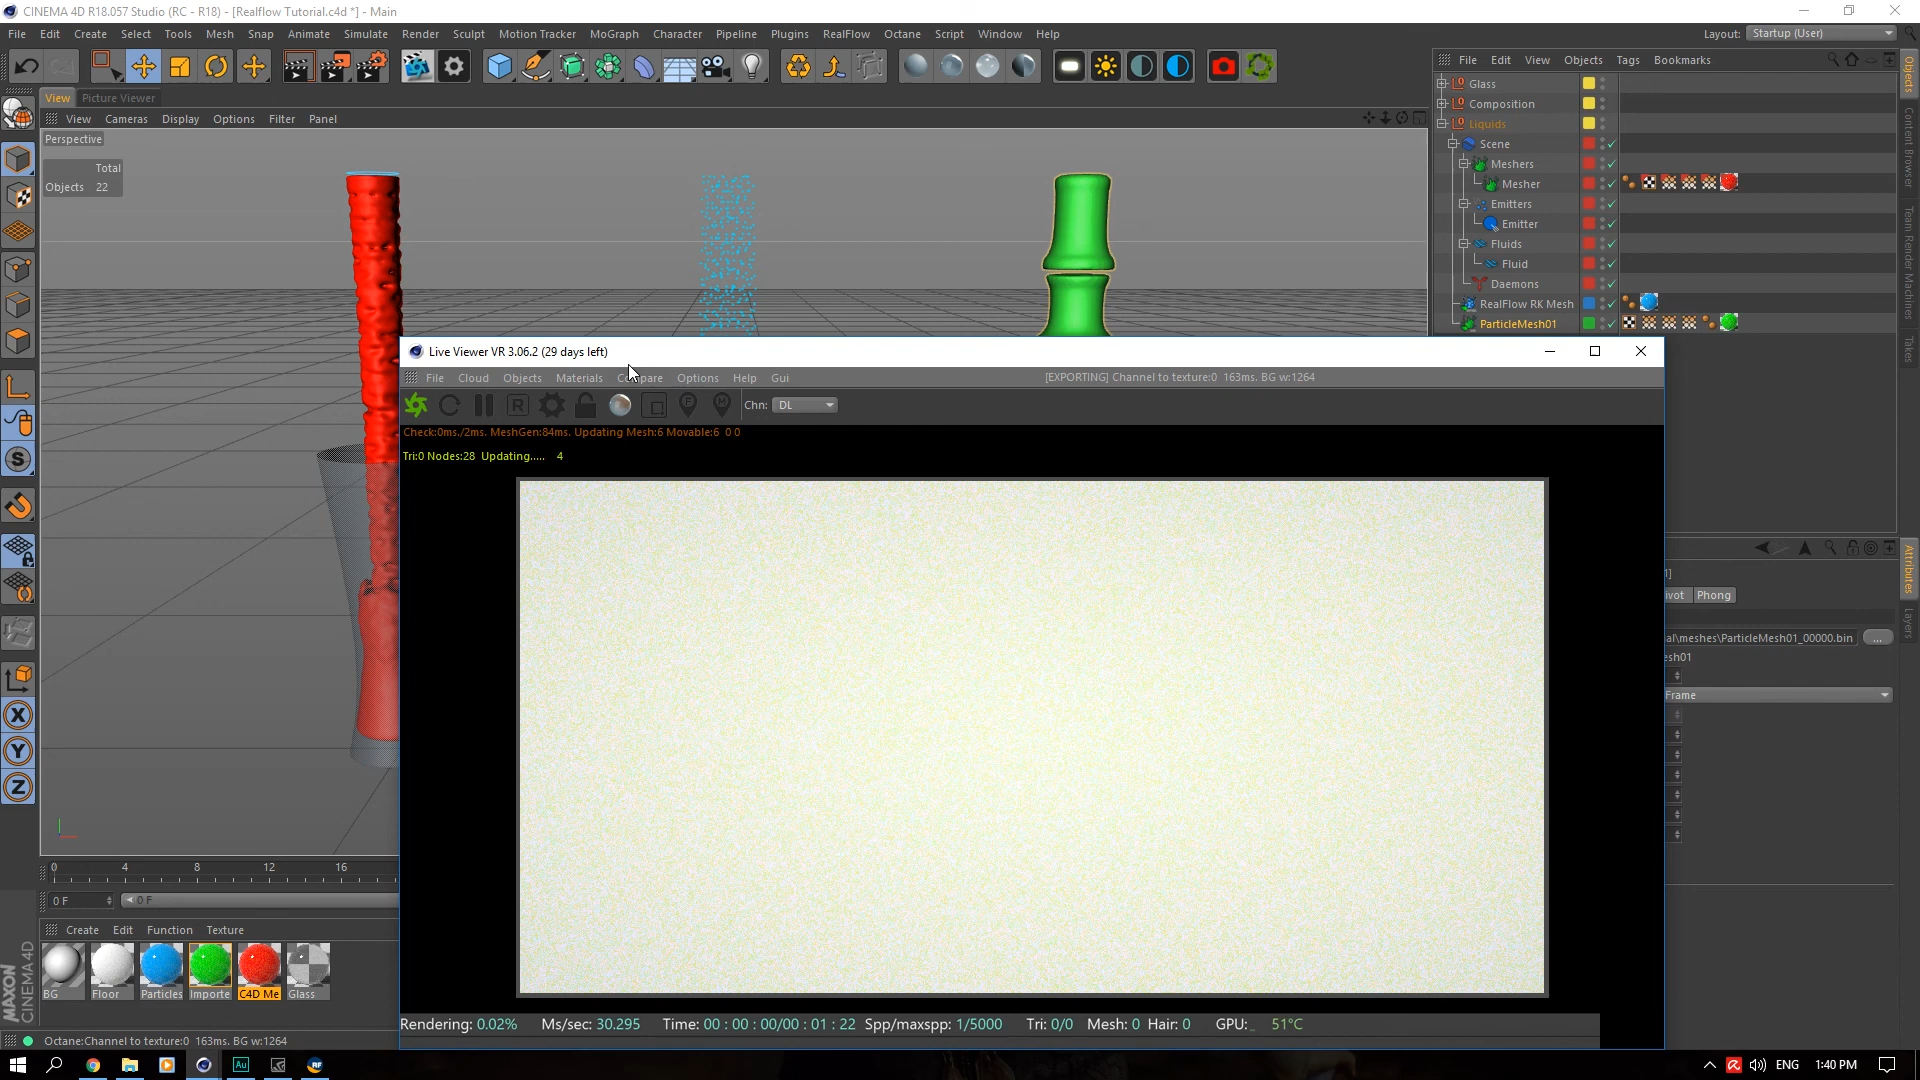 CINEMA 4D R18.057 Studio (RC - R18) - [Realflow Tutorial.c4d *] - Main
File Edit Create Select Tools Mesh Snap Animate Simulate Render Sculpt Motion Tracker MoGraph Character Pipeline Plugins RealFlow Octane Script Window Help
Layout: Startup (User)
File Edit View Objects Tags Bookmarks
View Picture Viewer
View Cameras Display Options Filter Panel
Perspective
Total
Objects 22
Glass
Composition
Liquids
Scene
Meshers
Mesher
Emitters
Emitter
Fluids
Fluid
Daemons
RealFlow RK Mesh
ParticleMesh01
Objects
Content Browser
Team Render Machines
Takes
Attributes
Layers
Live Viewer VR 3.06.2 (29 days left)
File Cloud Objects Materials Compare Options Help Gui
[EXPORTING] Channel to texture:0 163ms. BG w:1264
Chn: DL
Check:0ms./2ms. MeshGen:84ms. Updating Mesh:6 Movable:6 0 0
Tri:0 Nodes:28 Updating..... 4
Phong
al\meshes\ParticleMesh01_00000.bin
...
esh01
Frame
Rendering: 0.02% Ms/sec: 30.295 Time: 00 : 00 : 00/00 : 01 : 22 Spp/maxspp: 1/5000 Tri: 0/0 Mesh: 0 Hair: 0 GPU:_ 51°C
X
Y
Z
0 4 8 12 16
0 F
0 F
Create Edit Function Texture
BG Floor Particles Importe C4D Me Glass
MAXON CINEMA4D
Octane:Channel to texture:0 163ms. BG w:1264
Au
RF
ENG 1:40 PM